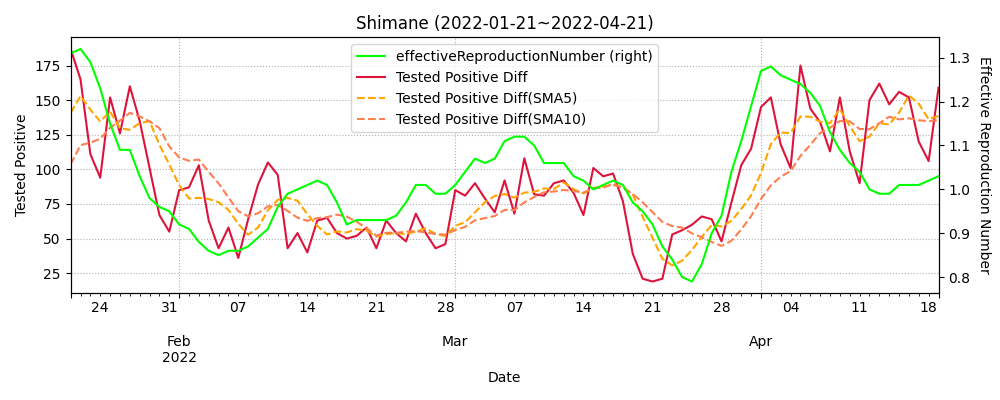 Shimane (2022-01-21~2022-04-21)
effectiveReproductionNumber (right)
Tested Positive Diff
Tested Positive Diff(SMA5)
Tested Positive Diff(SMA10)
Tested Positive
175
150
125
100
75
50
25
1.3
1.2
1.1
1.0
0.9
0.8
Effective Reproduction Number
24 31 07 14 21 28 07 14 21 28 04 11 18
Feb Mar Apr
2022
Date